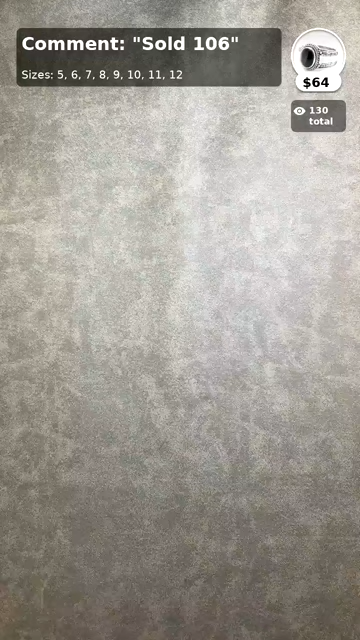 Comment: "Sold 106"
Sizes: 5, 6, 7, 8, 9, 10, 11, 12
$64
130
total